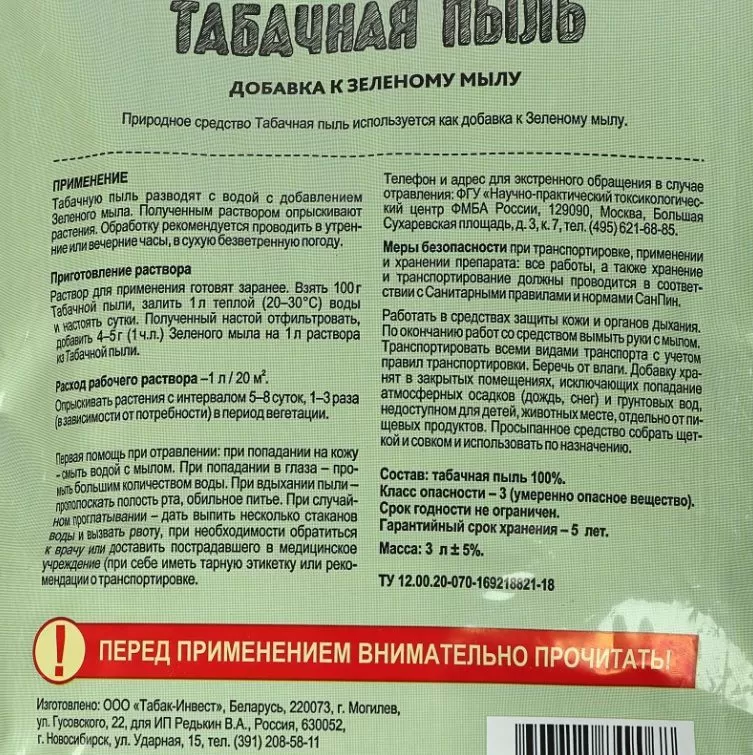 ТАБАЧНАЯ ПЫЛЬ
ДОБАВКА К ЗЕЛЕНОМУ МЫЛУ
Природное средство Табачная пыль используется как добавка к Зеленому мылу.
ПРИМЕНЕНИЕ
Табачную пыль разводят с водой с добавлением
Зеленого мыла. Полученным раствором опрыскивают
растения. Обработку рекомендуется проводить в утрен-
ние или вечерние часы, в сухую безветренную погоду.
Приготовление раствора
Раствор для применения готовят заранее. Взять 100 г
Табачной пыли, залить 1 л теплой (20–30°С) воды
и настоять сутки. Полученный настой отфильтровать,
добавить 4–5 г (1 ч.л.) Зеленого мыла на 1 л раствора
из Табачной пыли.
Расход рабочего раствора –1 л / 20 м².
Опрыскивать растения с интервалом 5–8 суток, 1–3 раза
(в зависимости от потребности) в период вегетации.
Первая помощь при отравлении: при попадании на кожу
– смыть водой с мылом. При попадании в глаза – про-
мыть большим количеством воды. При вдыхании пыли –
прополоскать полость рта, обильное питье. При случай-
ном проглатывании – дать выпить несколько стаканов
воды и вызвать рвоту, при необходимости обратиться
к врачу или доставить пострадавшего в медицинское
учреждение (при себе иметь тарную этикетку или реко-
мендации о транспортировке.
Телефон и адрес для экстренного обращения в случае
отравления: ФГУ «Научно-практический токсикологичес-
кий центр ФМБА России, 129090, Москва, Большая
Сухаревская площадь, д. 3, к. 7, тел. (495) 621-68-85.
Меры безопасности при транспортировке, применении
и хранении препарата: все работы, а также хранение
и транспортирование должны проводится в соответ-
ствии с Санитарными правилами и нормами СанПин.
Работать в средствах защиты кожи и органов дыхания.
По окончанию работ со средством вымыть руки с мылом.
Транспортировать всеми видами транспорта с учетом
правил транспортировки. Беречь от влаги. Добавку хра-
нят в закрытых помещениях, исключающих попадание
атмосферных осадков (дождь, снег) и грунтовых вод,
недоступном для детей, животных месте, отдельно от пи-
щевых продуктов. Просыпанное средство собрать щет-
кой и совком и использовать по назначению.
Состав: табачная пыль 100%.
Класс опасности – 3 (умеренно опасное вещество).
Срок годности не ограничен.
Гарантийный срок хранения – 5 лет.
Масса: 3 л ± 5%.
ТУ 12.00.20-070-169218821-18
! ПЕРЕД ПРИМЕНЕНИЕМ ВНИМАТЕЛЬНО ПРОЧИТАТЬ!
Изготовлено: ООО «Табак-Инвест», Беларусь, 220073, г. Могилев,
ул. Гусовского, 22, для ИП Редькин В.А., Россия, 630052,
г. Новосибирск, ул. Ударная, 15, тел. (391) 208-58-11